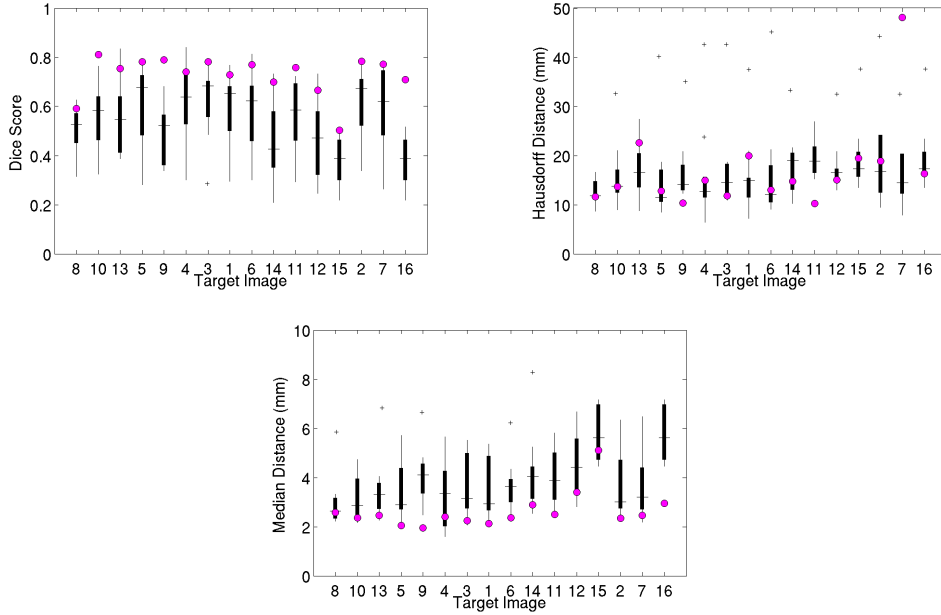 1
0.8
0.6
0.4
0.2
0
Dice Score
8 10 13 5 9 4 3 1 6 14 11 12 15 2 7 16
Target Image
50
40
30
20
10
0
Hausdorff Distance (mm)
8 10 13 5 9 4 3 1 6 14 11 12 15 2 7 16
Target Image
10
8
6
4
2
0
Median Distance (mm)
8 10 13 5 9 4 3 1 6 14 11 12 15 2 7 16
Target Image